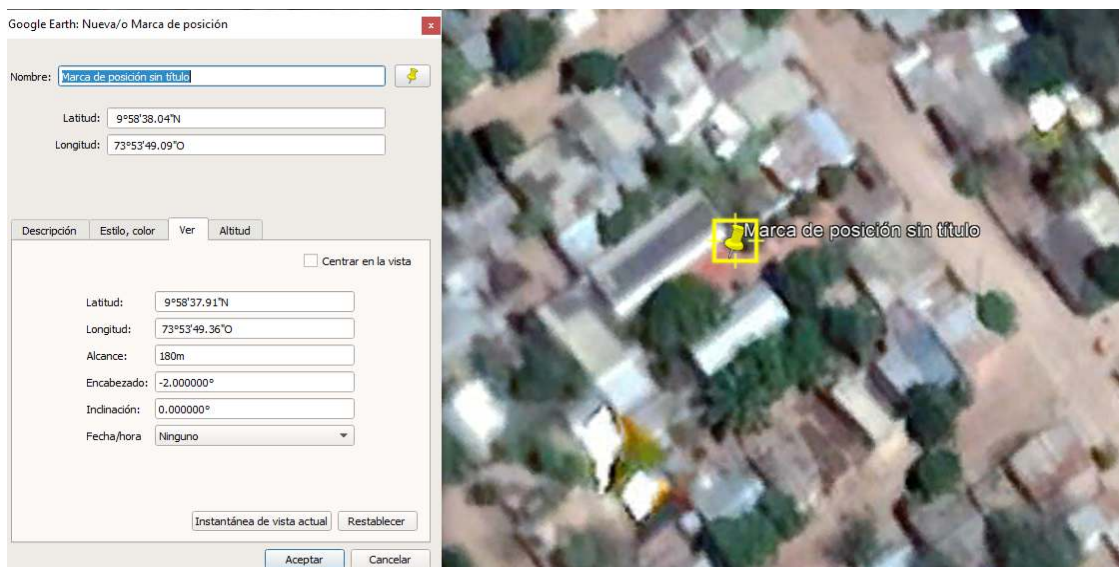 Google Earth: Nueva/o Marca de posición
x
Nombre: Marca de posición sin título
Latitud: 9°58'38.04"N
Longitud: 73°53'49.09"O
Descripción Estilo, color Ver Altitud
Centrar en la vista
Latitud: 9°58'37.91"N
Longitud: 73°53'49.36"O
Alcance: 180m
Encabezado: -2.000000°
Inclinación: 0.000000°
Fecha/hora Ninguno
Instantánea de vista actual Restablecer
Aceptar Cancelar
Marca de posición sin título